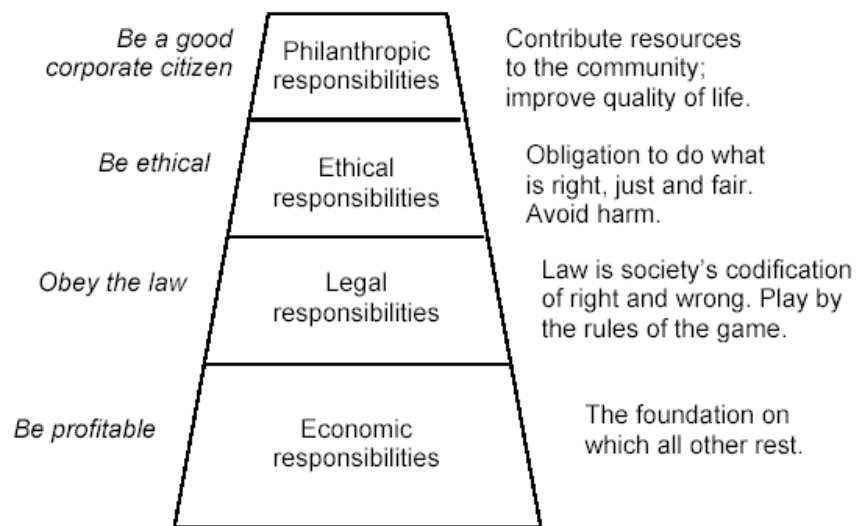 Be a good
corporate citizen
Philanthropic
responsibilities
Contribute resources
to the community;
improve quality of life.
Be ethical
Ethical
responsibilities
Obligation to do what
is right, just and fair.
Avoid harm.
Obey the law
Legal
responsibilities
Law is society's codification
of right and wrong. Play by
the rules of the game.
Be profitable
Economic
responsibilities
The foundation on
which all other rest.